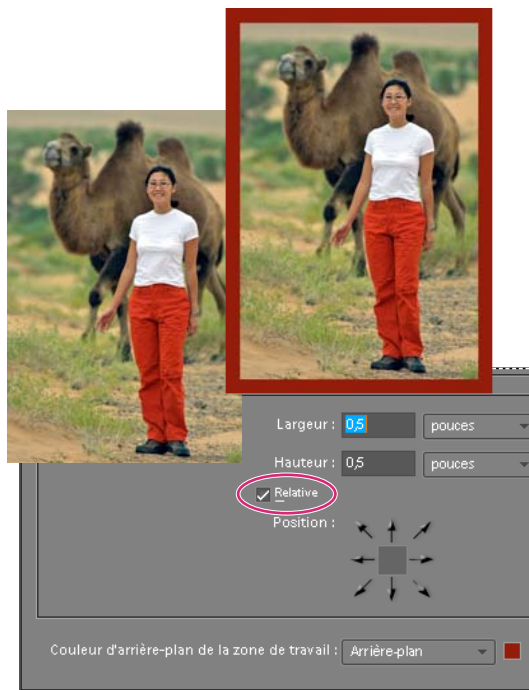 Largeur : 0,5 pouces
Hauteur : 0,5 pouces
Relative
Position :
Couleur d'arrière-plan de la zone de travail : Arrière-plan